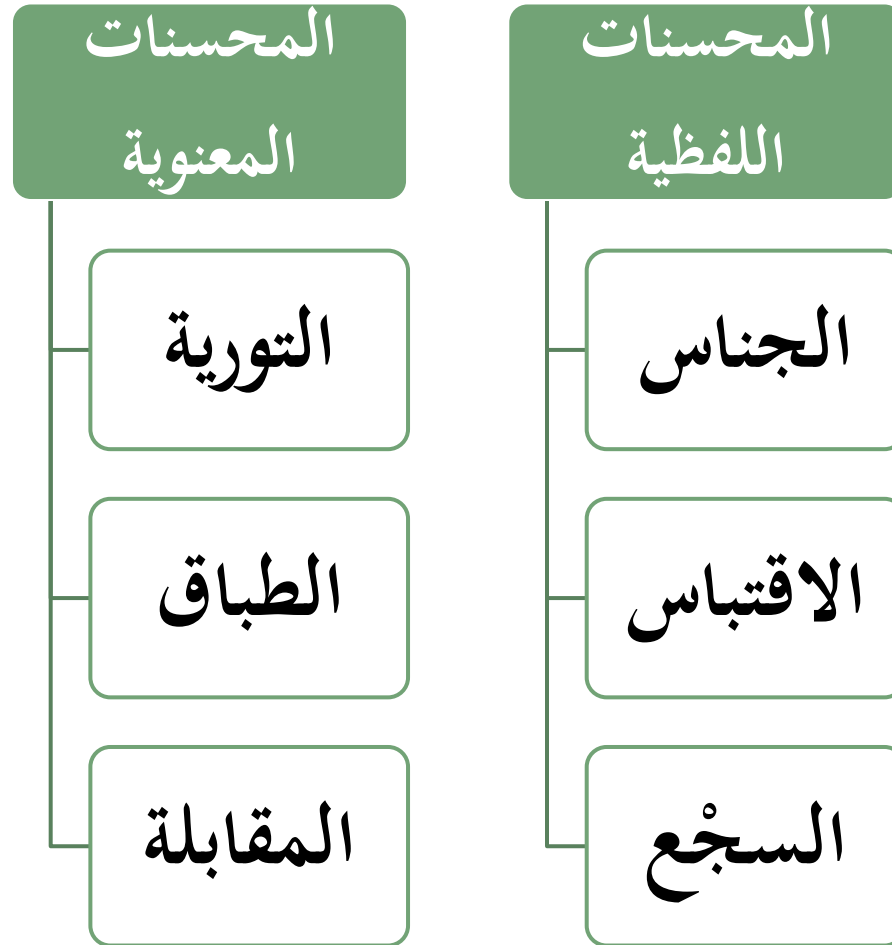 المحسنات
اللفظية
الجناس
الاقتباس
السجْع
المحسنات
المعنوية
التورية
الطباق
المقابلة